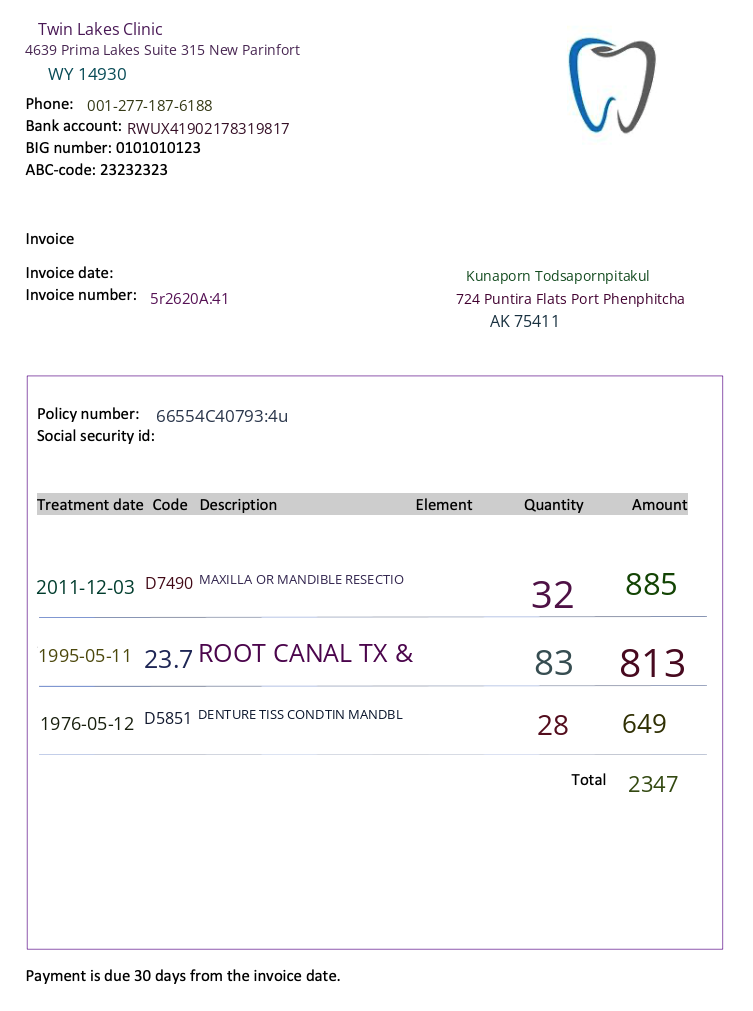 Twin Lakes Clinic
4639 Prima Lakes Suite 315 New Parinfort
WY 14930
Phone: 001-277-187-6188
Bank account: RWUX41902178319817
BIG number: 0101010123
ABC-code: 23232323
Invoice
Invoice date:
Invoice number: 5r2620A:41
Kunaporn Todsapornpitakul
724 Puntira Flats Port Phenphitcha
AK 75411
Policy number: 66554C40793:4u
Social security id:
Treatment date Code Description Element Quantity Amount
2011-12-03 D7490 MAXILLA OR MANDIBLE RESECTIO 32 885
1995-05-11 23.7 ROOT CANAL TX & 83 813
1976-05-12 D5851 DENTURE TISS CONDTIN MANDBL 28 649
Total 2347
Payment is due 30 days from the invoice date.